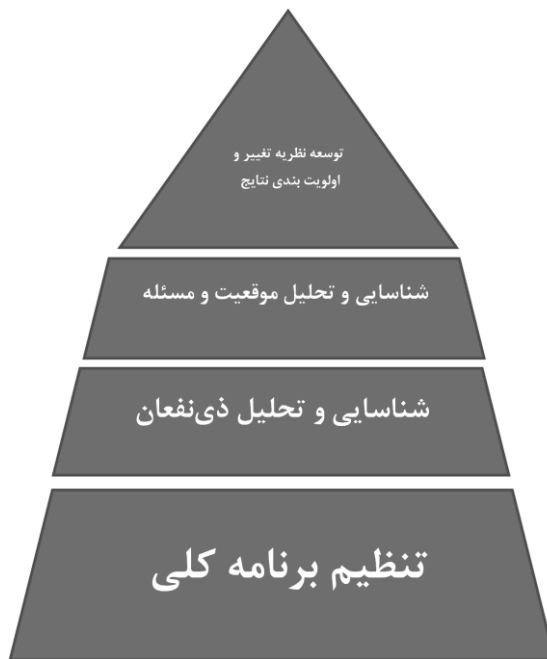 توسعه نظریه تغییر و
اولویت بندی نتایج
شناسایی و تحلیل موقعیت و مسئله
شناسایی و تحلیل ذی‌نفعان
تنظیم برنامه کلی